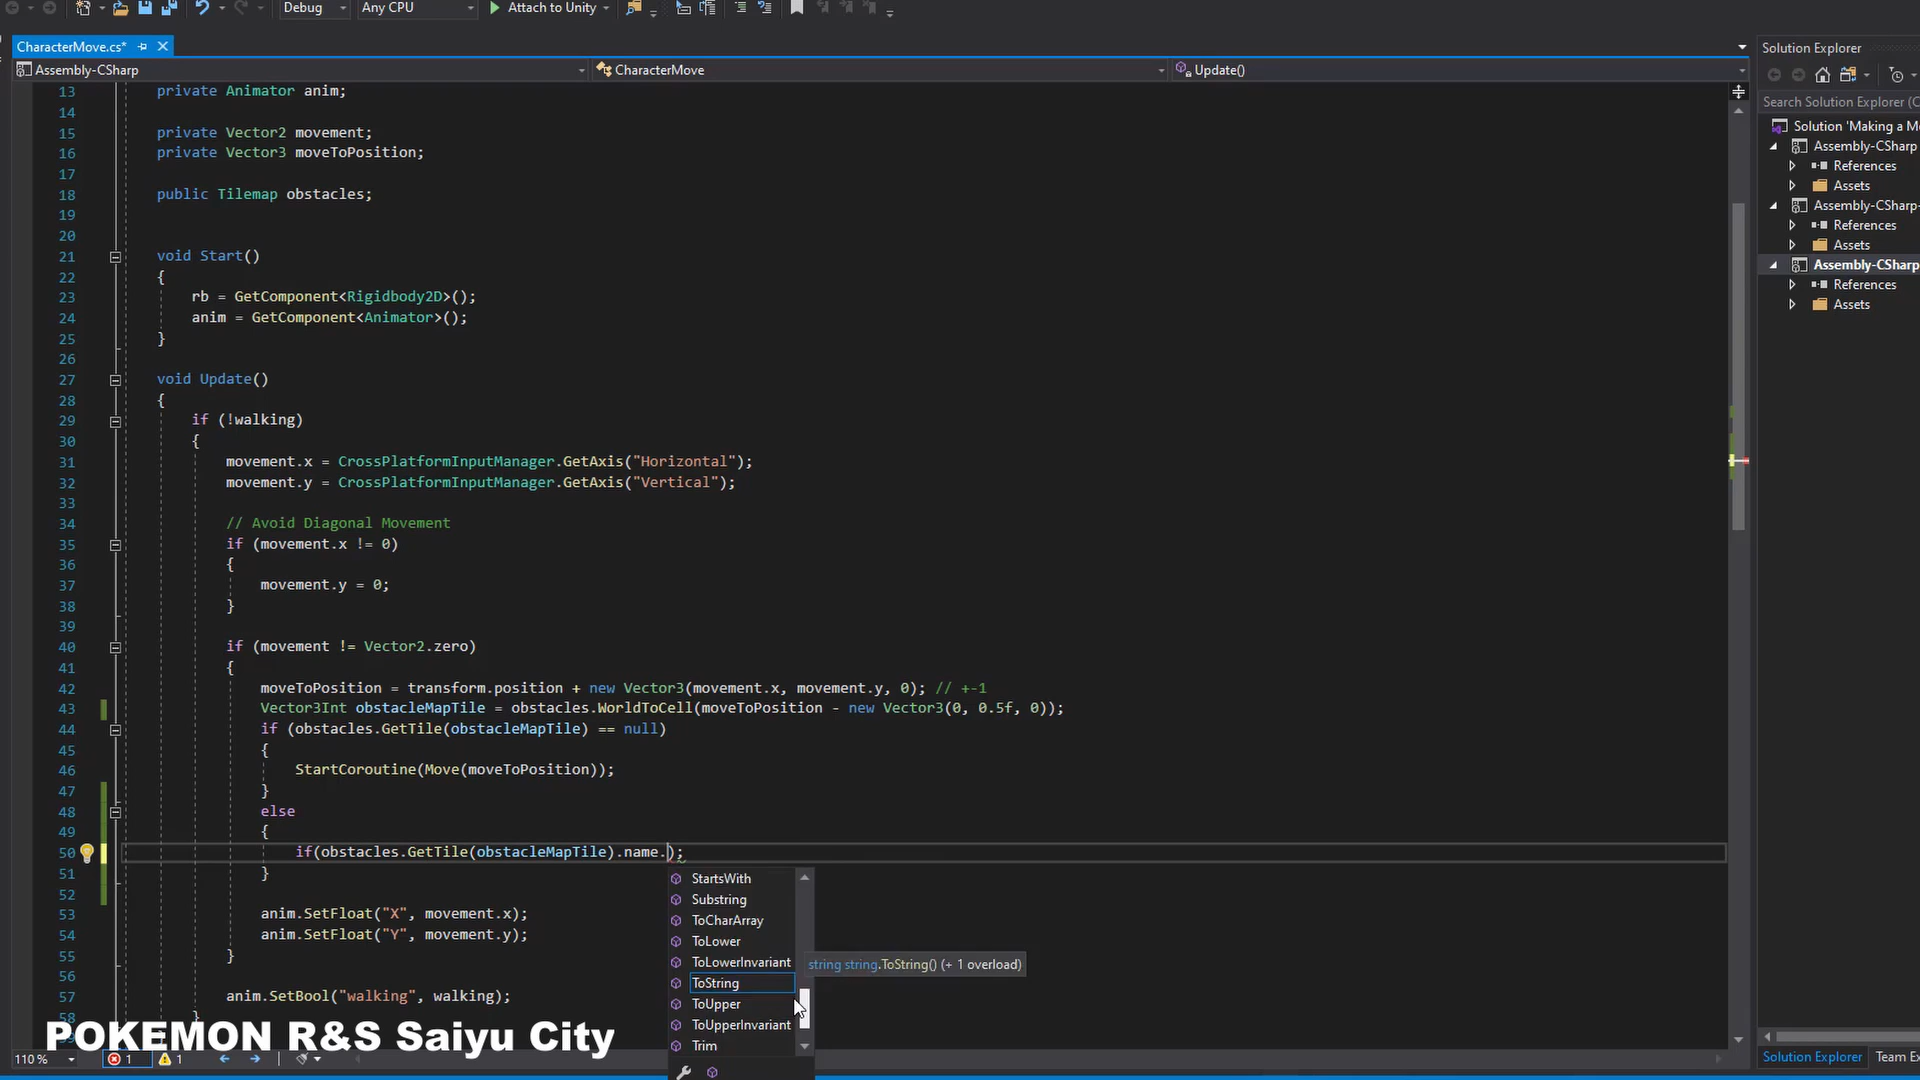 Debug Any CPU Attach to Unity
CharacterMove.cs*
Assembly-CSharp CharacterMove Update()
13 private Animator anim;
14
15 private Vector2 movement;
16 private Vector3 moveToPosition;
17
18 public Tilemap obstacles;
19
20
21 void Start()
22 {
23 rb = GetComponent<Rigidbody2D>();
24 anim = GetComponent<Animator>();
25 }
26
27 void Update()
28 {
29 if (!walking)
30 {
31 movement.x = CrossPlatformInputManager.GetAxis("Horizontal");
32 movement.y = CrossPlatformInputManager.GetAxis("Vertical");
33
34 // Avoid Diagonal Movement
35 if (movement.x != 0)
36 {
37 movement.y = 0;
38 }
39
40 if (movement != Vector2.zero)
41 {
42 moveToPosition = transform.position + new Vector3(movement.x, movement.y, 0); // +-1
43 Vector3Int obstacleMapTile = obstacles.WorldToCell(moveToPosition - new Vector3(0, 0.5f, 0));
44 if (obstacles.GetTile(obstacleMapTile) == null)
45 {
46 StartCoroutine(Move(moveToPosition));
47 }
48 else
49 {
50 if(obstacles.GetTile(obstacleMapTile).name.);
51 }
52
53 anim.SetFloat("X", movement.x);
54 anim.SetFloat("Y", movement.y);
55 }
56
57 anim.SetBool("walking", walking);
58 }
StartsWith
Substring
ToCharArray
ToLower
ToLowerInvariant
ToString
ToUpper
ToUpperInvariant
Trim
string string.ToString() (+ 1 overload)
POKEMON R&S Saiyu City
110 % 1 1
Solution Explorer
Search Solution Explorer (C
Solution 'Making a M
Assembly-CSharp
References
Assets
Assembly-CSharp-
References
Assets
Assembly-CSharp
References
Assets
Solution Explorer Team Ex